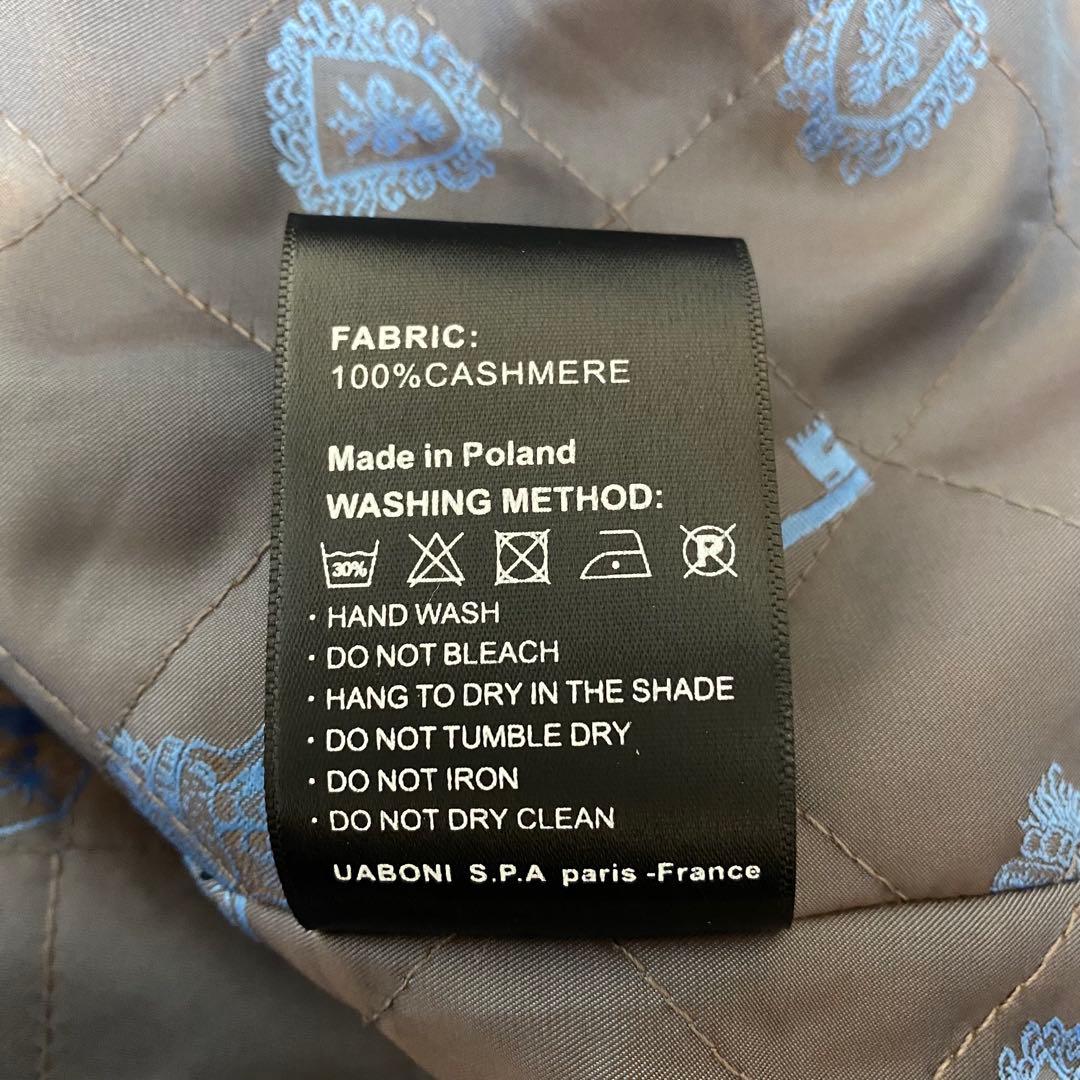 FABRIC:
100%CASHMERE
Made in Poland
WASHING METHOD:
30% R
· HAND WASH
· DO NOT BLEACH
· HANG TO DRY IN THE SHADE
· DO NOT TUMBLE DRY
· DO NOT IRON
· DO NOT DRY CLEAN
UABONI S.P.A paris -France